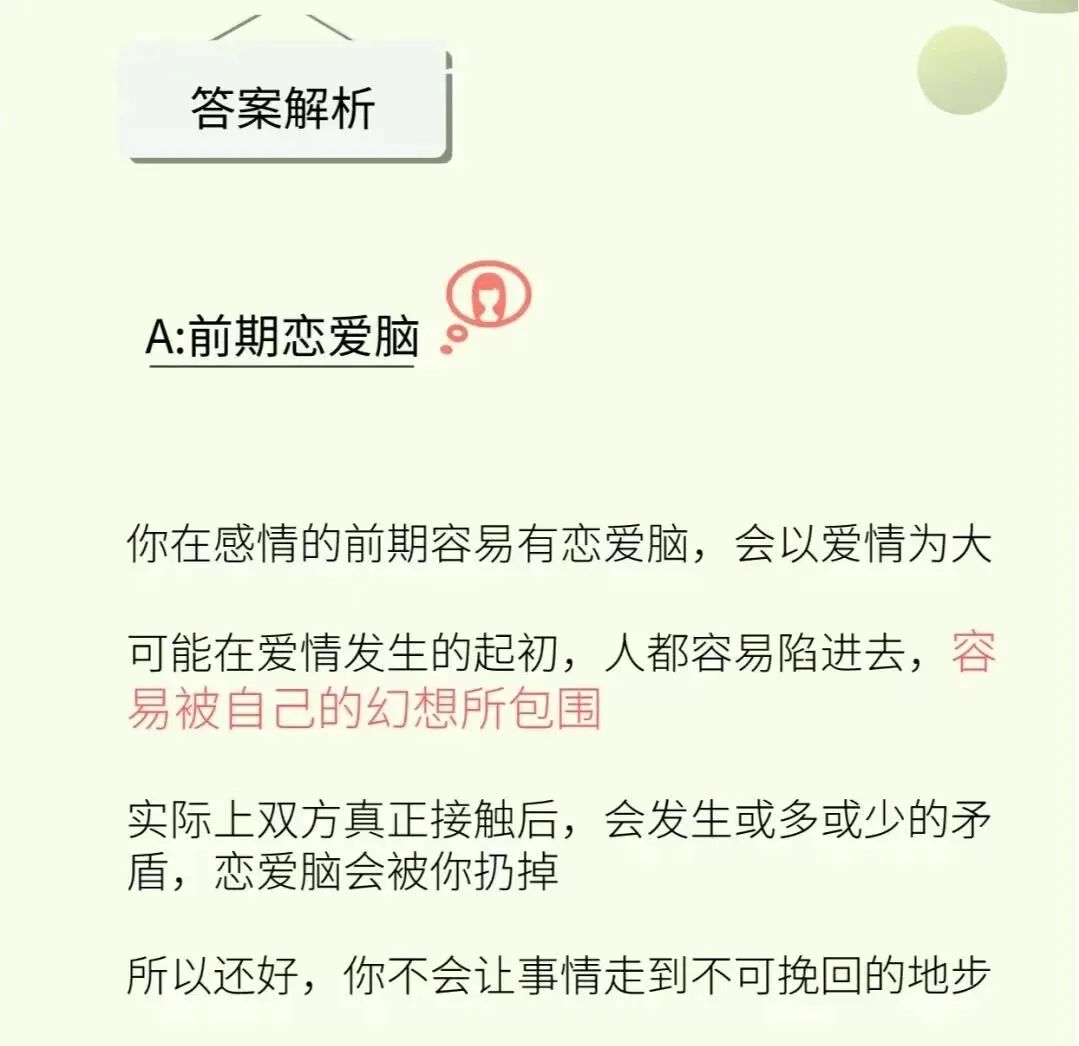 答案解析
A:前期恋爱脑
你在感情的前期容易有恋爱脑，会以爱情为大
可能在爱情发生的起初，人都容易陷进去，容
易被自己的幻想所包围
实际上双方真正接触后，会发生或多或少的矛
盾，恋爱脑会被你扔掉
所以还好，你不会让事情走到不可挽回的地步